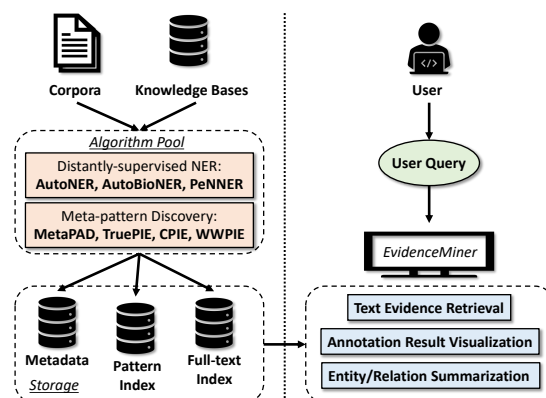 Corpora
Knowledge Bases
Algorithm Pool
Distantly-supervised NER:
AutoNER, AutoBioNER, PeNNER
Meta-pattern Discovery:
MetaPAD, TruePIE, CPIE, WWPIE
Metadata
Pattern
Index
Full-text
Index
Storage
</>
User
User Query
EvidenceMiner
Text Evidence Retrieval
Annotation Result Visualization
Entity/Relation Summarization